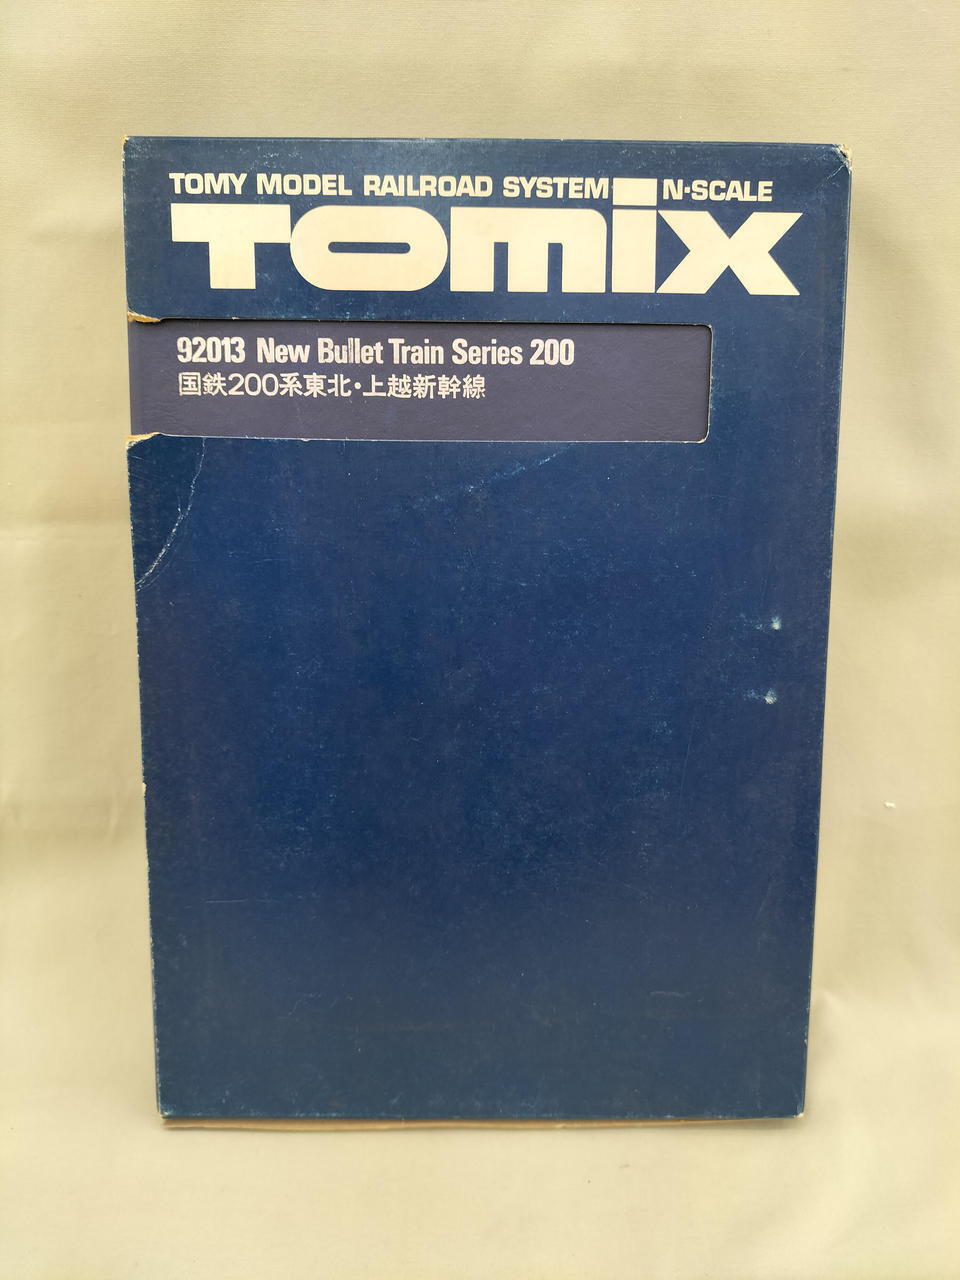 TOMY MODEL RAILROAD SYSTEM N-SCALE
TOMIX
92013 New Bullet Train Series 200
国鉄200系東北・上越新幹線